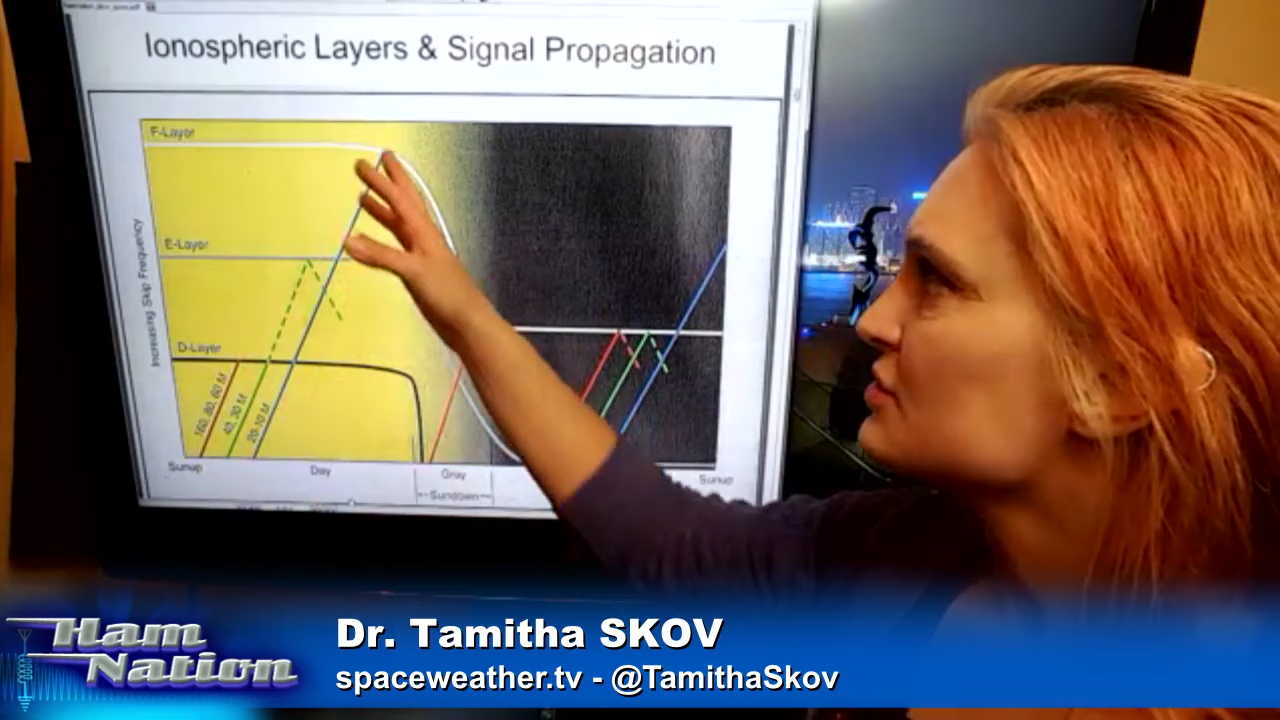 Ionospheric Layers & Signal Propagation
F-Layer
E-Layer
D-Layer
Increasing Skip Frequency
160, 80, 60 M
40, 30 M
20-10 M
Sunup
Day
Gray
Sundown
Sunup
Ham
Nation
Dr. Tamitha SKOV
spaceweather.tv - @TamithaSkov